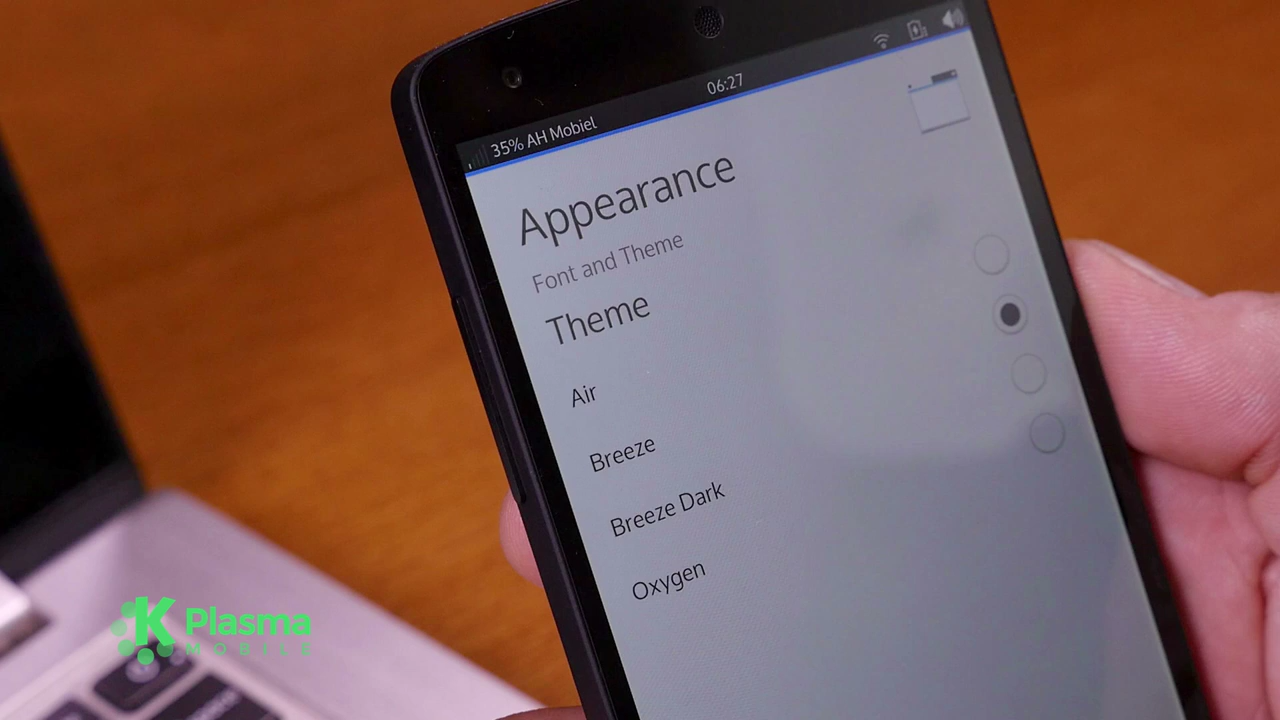 35% AH Mobiel
06:27
Appearance
Font and Theme
Theme
Air
Breeze
Breeze Dark
Oxygen
K Plasma
MOBILE